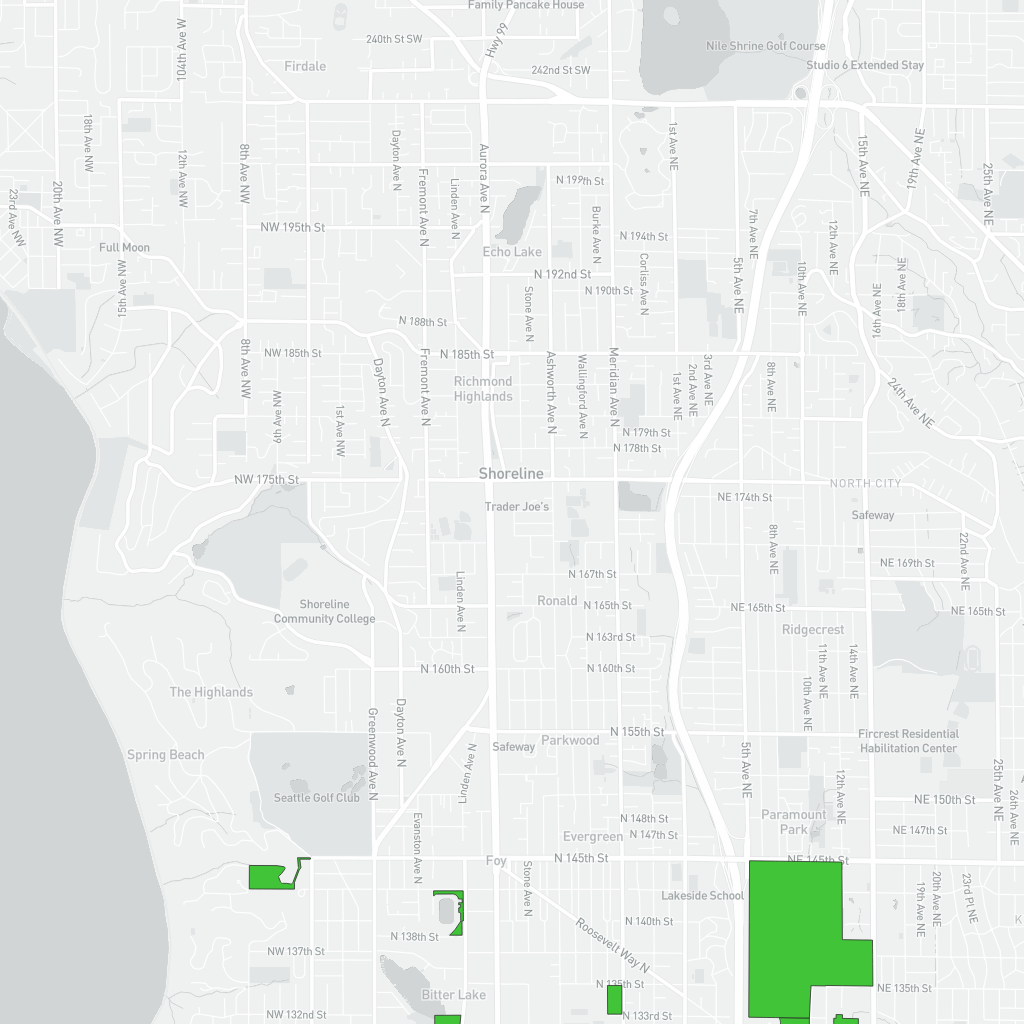 Family Pancake House
240th St SW
Hwy 99
104th Ave W
Nile Shrine Golf Course
Firdale
242nd St SW
Studio 6 Extended Stay
18th Ave NW
12th Ave NW
8th Ave NW
Dayton Ave N
Fremont Ave N
Linden Ave N
Aurora Ave N
1st Ave NE
15th Ave NE
19th Ave NE
25th Ave NE
23rd Ave NW
20th Ave NW
N 199th St
Burke Ave N
7th Ave NE
12th Ave NE
NW 195th St
N 194th St
Full Moon
Echo Lake
15th Ave NW
N 192nd St
Corliss Ave N
5th Ave NE
10th Ave NE
18th Ave NE
16th Ave NE
N 190th St
Stone Ave N
N 188th St
NW 185th St
N 185th St
8th Ave NW
Dayton Ave N
Fremont Ave N
Ashworth Ave N
Wallingford Ave N
Meridian Ave N
1st Ave NE
2nd Ave NE
3rd Ave NE
8th Ave NE
24th Ave NE
Richmond
Highlands
6th Ave NW
1st Ave NW
N 179th St
N 178th St
NW 175th St
Shoreline
NORTH CITY
NE 174th St
Trader Joe's
Safeway
8th Ave NE
22nd Ave NE
NE 169th St
N 167th St
Linden Ave N
Ronald
N 165th St
NE 165th St
NE 165th St
Shoreline
Community College
Ridgecrest
N 163rd St
11th Ave NE
14th Ave NE
N 160th St
N 160th St
10th Ave NE
The Highlands
Greenwood Ave N
Dayton Ave N
N 155th St
Parkwood
Safeway
Fircrest Residential
Habilitation Center
Spring Beach
Linden Ave N
5th Ave NE
12th Ave NE
25th Ave NE
26th Ave NE
Seattle Golf Club
NE 150th St
Evanston Ave N
Paramount
Park
N 148th St
N 147th St
NE 147th St
Evergreen
Foy
N 145th St
NE 145th St
Stone Ave N
Lakeside School
19th Ave NE
20th Ave NE
23rd Pl NE
N 140th St
N 138th St
Roosevelt Way N
NW 137th St
N 135th St
NE 135th St
Bitter Lake
NW 132nd St
N 133rd St